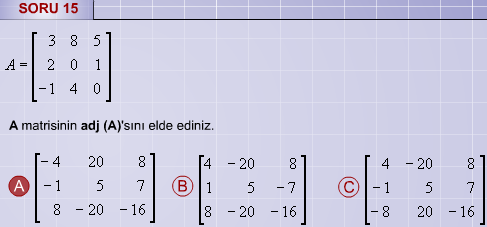 SORU 15
3 8 5
A = 2 0 1
-1 4 0
A matrisinin adj (A)'sını elde ediniz.
-4 20 8 4 -20 8 4 -20 8
A -1 5 7 B 1 5 -7 C -1 5 7
8 -20 -16 8 -20 -16 -8 20 -16